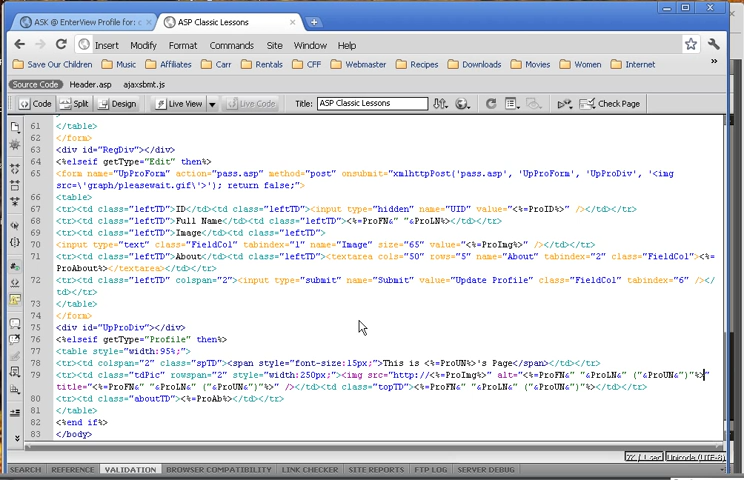 ASK @ EnterView Profile for: c
ASP Classic Lessons
Insert Modify Format Commands Site Window Help
Save Our Children Music Affiliates Carr Rentals CFF Webmaster Recipes Downloads Movies Women Internet
Source Code Header.asp ajaxsbmt.js
Code Split Design Live View Live Code Title: ASP Classic Lessons Check Page
61 </table>
62 </form>
63 <div id="RegDiv"></div>
64 <%elseif getType="Edit" then%>
65 <form name="UpProForm" action="pass.asp" method="post" onsubmit="xmlhttpPost('pass.asp', 'UpProForm', 'UpProDiv', '<img
src=\'graph/pleasewait.gif\'>'); return false;">
66 <table>
67 <tr><td class="leftTD">ID</td><td class="leftTD"><input type="hidden" name="UID" value="<%=ProID%>" /></td></tr>
68 <tr><td class="leftTD">Full Name</td><td class="leftTD"><%=ProFN&" "&ProLN%></td></tr>
69 <tr><td class="leftTD">Image</td><td class="leftTD">
70 <input type="text" class="FieldCol" tabindex="1" name="Image" size="65" value="<%=ProImg%>" /></td></tr>
71 <tr><td class="leftTD">About</td><td class="leftTD"><textarea cols="50" rows="5" name="About" tabindex="2" class="FieldCol"><%=
ProAbout%></textarea></td></tr>
72 <tr><td class="leftTD" colspan="2"><input type="submit" name="Submit" value="Update Profile" class="FieldCol" tabindex="6" /></
td></tr>
73 </table>
74 </form>
75 <div id="UpProDiv"></div>
76 <%elseif getType="Profile" then%>
77 <table style="width:95%;">
78 <tr><td colspan="2" class="spTD"><span style="font-size:15px;">This is <%=ProUN%>'s Page</span></td></tr>
79 <tr><td class="tdPic" rowspan="2" style="width:250px;"><img src="http://<%=ProImg%>" alt="<%=ProFN&" "&ProLN&" ("&ProUN&")"%>"
title="<%=ProFN&" "&ProLN&" ("&ProUN&")"%>" /></td><td class="topTD"><%=ProFN&" "&ProLN&" ("&ProUN&")"%></td></tr>
80 <tr><td class="aboutTD"><%=ProAb%></td></tr>
81 </table>
82 <%end if%>
83 </body>
SEARCH REFERENCE VALIDATION BROWSER COMPATIBILITY LINK CHECKER SITE REPORTS FTP LOG SERVER DEBUG